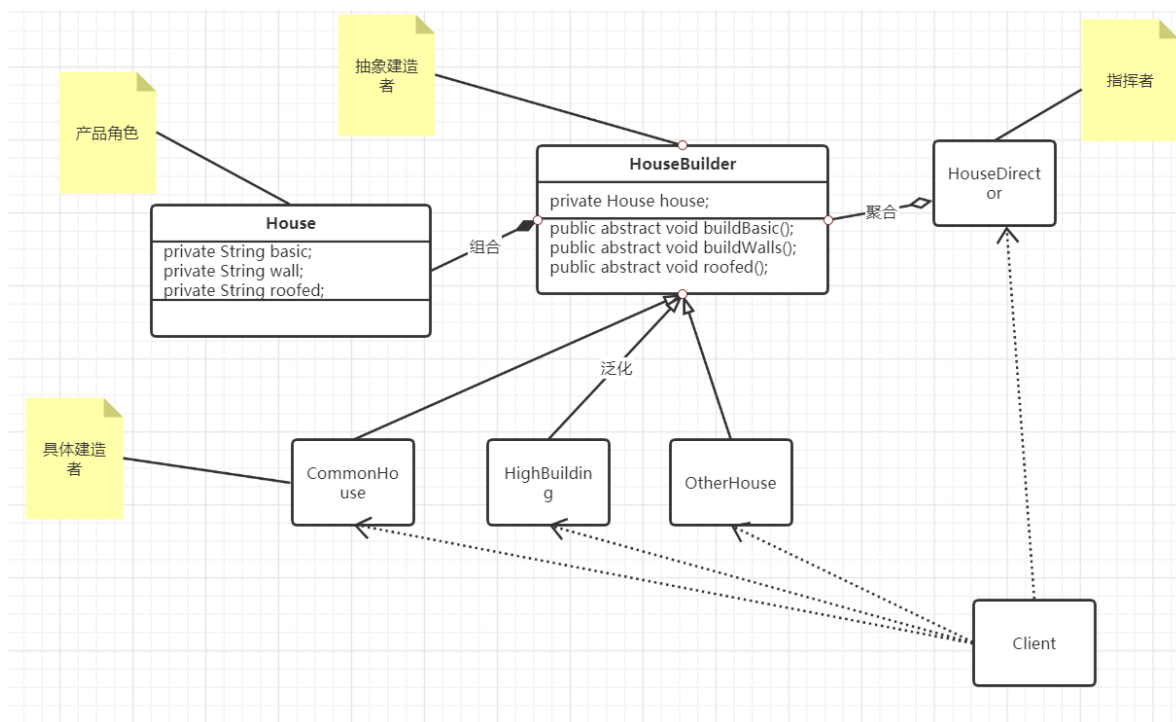 抽象建造
者
指挥者
产品角色
HouseBuilder
private House house;
public abstract void buildBasic();
public abstract void buildWalls();
public abstract void roofed();
HouseDirect
or
聚合
House
private String basic;
private String wall;
private String roofed;
组合
泛化
具体建造
者
CommonHo
use
HighBuildin
g
OtherHouse
Client